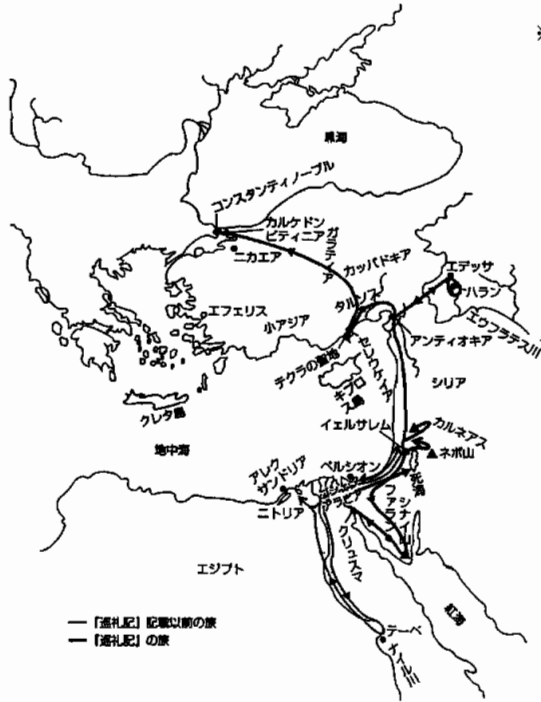 ※
黒海
コンスタンティノープル
カルケドン
ビティニア
ガラティア
ニカエア
カッパドキア
エデッサ
ハラン
エウフラテス川
タルソス
エフェリス
小アジア
アンティオキア
テクラの聖地
セレウケイア
キプロス島
シリア
クレタ島
イェルサレム
カルネアス
ネボ山
地中海
ペルシオン
アレクサンドリア
ニトリア
アラビア
死海
ファラン
シナイ山
クリュスマ
エジプト
紅海
テーベ
ナイル川
― 『巡礼記』記載以前の旅
― 『巡礼記』の旅